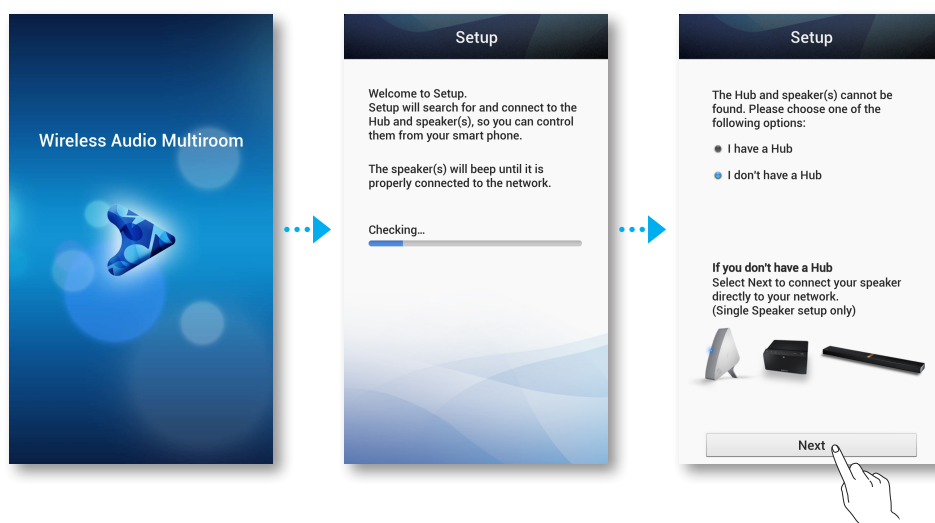 Wireless Audio Multiroom
Setup
Welcome to Setup.
Setup will search for and connect to the
Hub and speaker(s), so you can control
them from your smart phone.
The speaker(s) will beep until it is
properly connected to the network.
Checking...
Setup
The Hub and speaker(s) cannot be
found. Please choose one of the
following options:
I have a Hub
I don't have a Hub
If you don't have a Hub
Select Next to connect your speaker
directly to your network.
(Single Speaker setup only)
Next